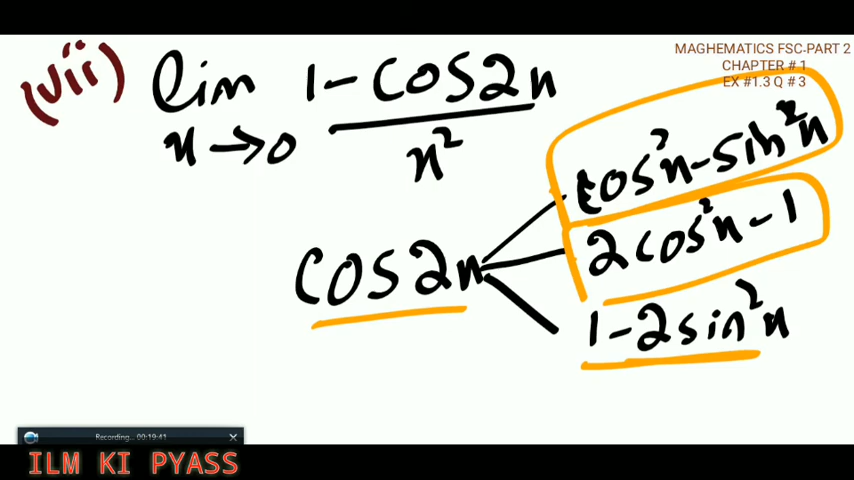 MAGHEMATICS FSC-PART 2
CHAPTER # 1
EX #1.3 Q # 3
(vii) lim 1-cos2x
x→0 x²
cos2x
cos²x-sin²x
2cos²x-1
1-2sin²x
Recording... 00:19:41
ILM KI PYASS